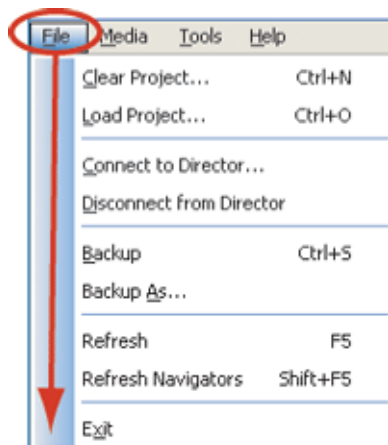 File Media Tools Help
Clear Project... Ctrl+N
Load Project... Ctrl+O
Connect to Director...
Disconnect from Director
Backup Ctrl+S
Backup As...
Refresh F5
Refresh Navigators Shift+F5
Exit